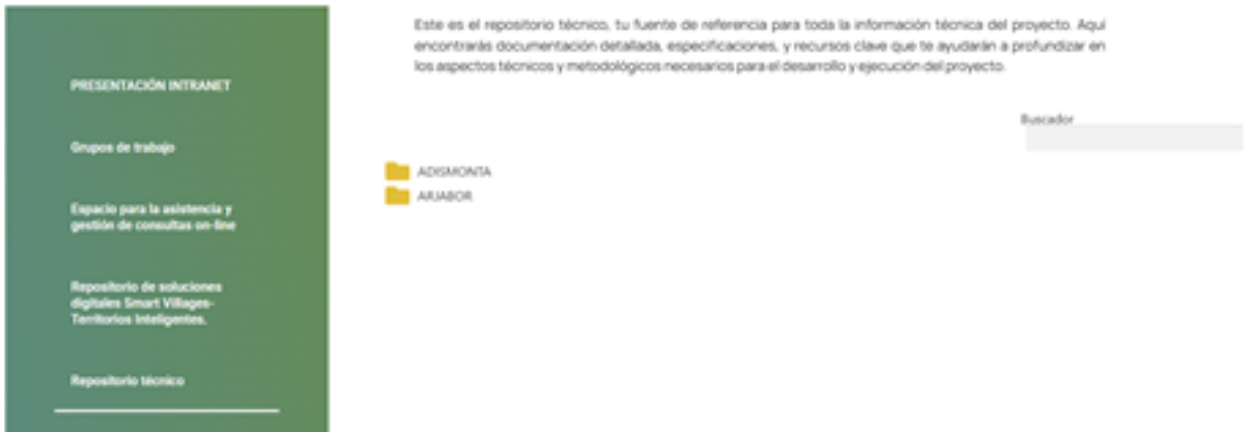 PRESENTACIÓN INTRANET
Grupos de trabajo
Espacio para la asistencia y
gestión de consultas on-line
Repositorio de soluciones
digitales Smart Villages-
Territorios Inteligentes.
Repositorio técnico
Este es el repositorio técnico, tu fuente de referencia para toda la información técnica del proyecto. Aquí
encontrarás documentación detallada, especificaciones, y recursos clave que te ayudarán a profundizar en
los aspectos técnicos y metodológicos necesarios para el desarrollo y ejecución del proyecto.
Buscador
ADISMONTA
ARJABOR